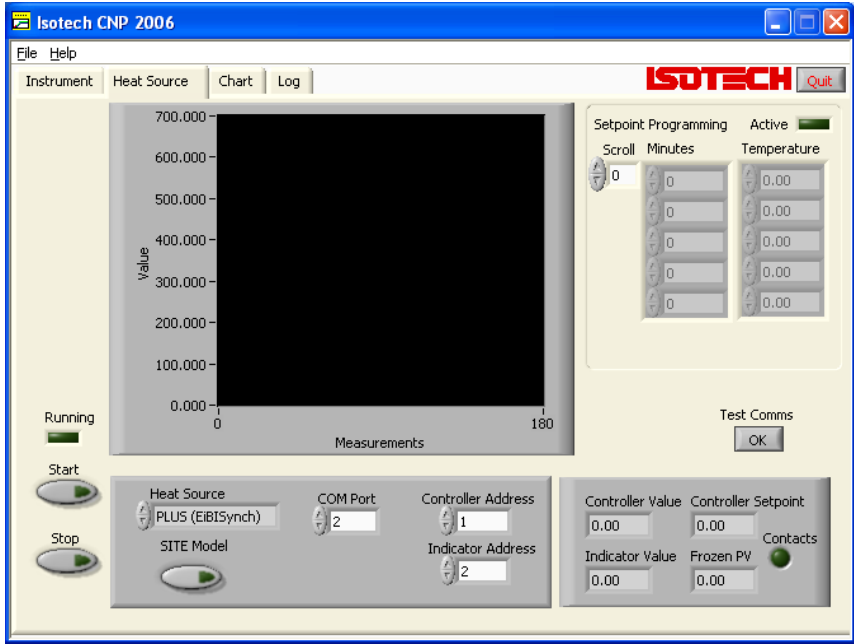 Isotech CNP 2006
File Help
Instrument Heat Source Chart Log ISOTECH Quit
700.000
600.000
500.000
400.000
300.000
200.000
100.000
0.000
Value
0 180
Measurements
Setpoint Programming Active
Scroll Minutes Temperature
0 0 0.00
0 0.00
0 0.00
0 0.00
0 0.00
Running
Start
Stop
Test Comms
OK
Heat Source COM Port Controller Address
PLUS (EiBISynch) 2 1
SITE Model Indicator Address
2
Controller Value Controller Setpoint
0.00 0.00
Contacts
Indicator Value Frozen PV
0.00 0.00